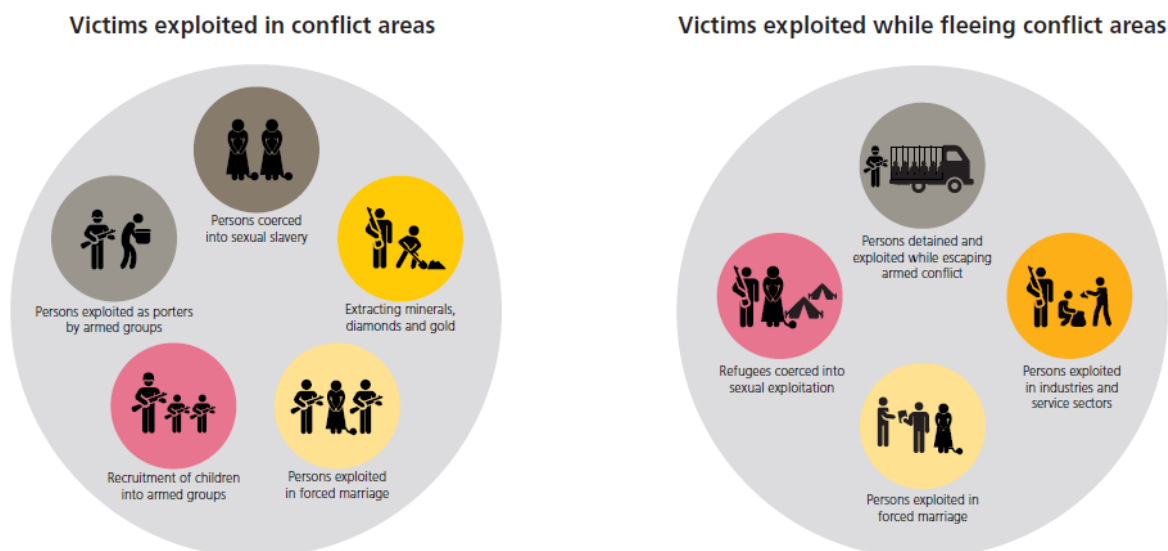 Victims exploited in conflict areas
Persons coerced
into sexual slavery
Persons exploited as porters
by armed groups
Extracting minerals,
diamonds and gold
Recruitment of children
into armed groups
Persons exploited
in forced marriage
Victims exploited while fleeing conflict areas
Persons detained and
exploited while escaping
armed conflict
Refugees coerced into
sexual exploitation
Persons exploited
in industries and
service sectors
Persons exploited in
forced marriage